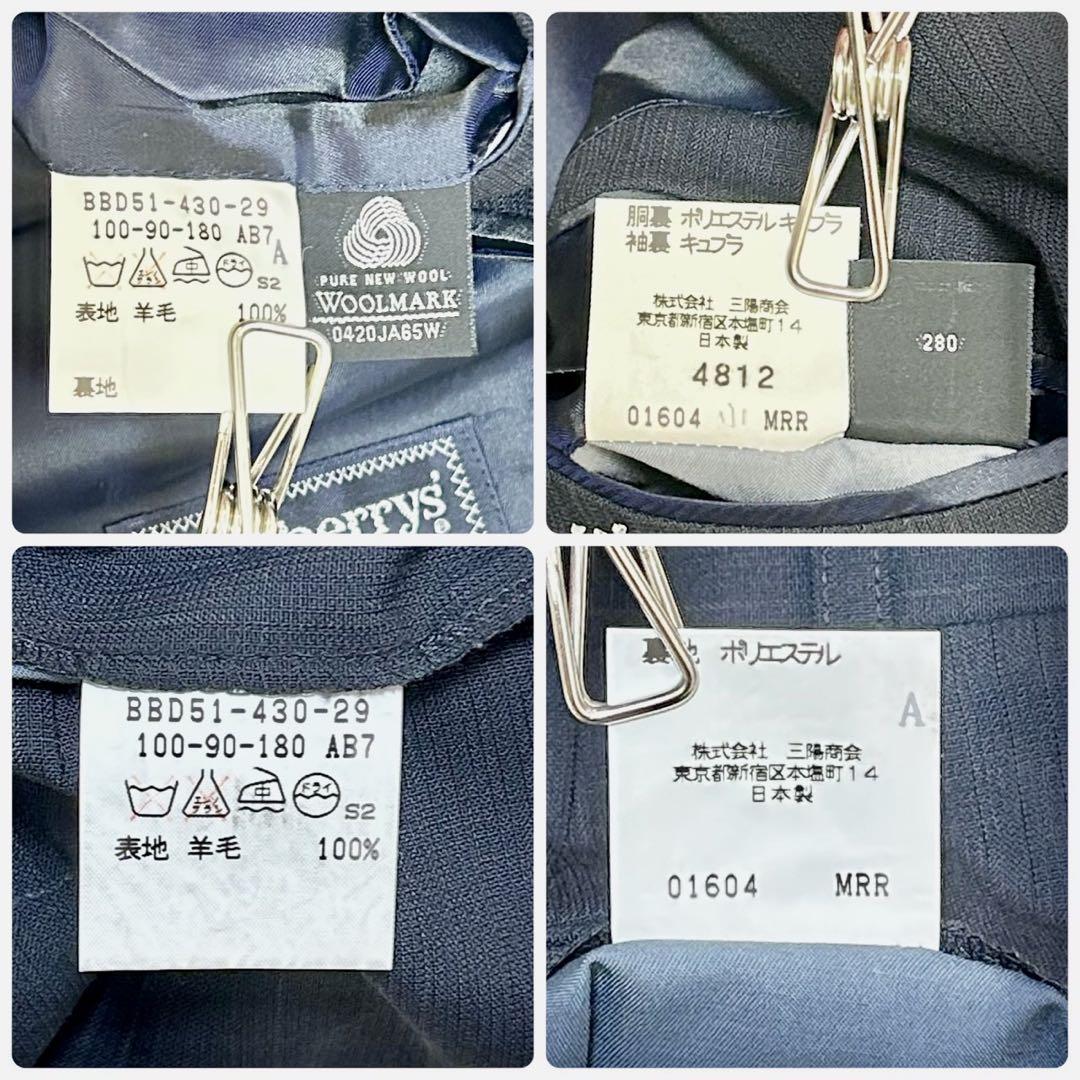 BBD51-430-29
100-90-180 AB7
A
S2
表地 羊毛 100%
裏地
PURE NEW WOOL
WOOLMARK
0420JA65W
berrys'
胴裏 ポリエステル キュプラ
袖裏 キュプラ
株式会社 三陽商会
東京都新宿区本塩町14
日本製
4812
01604 MRR
280
BBD51-430-29
100-90-180 AB7
ドライ
S2
表地 羊毛 100%
裏地 ポリエステル
A
株式会社 三陽商会
東京都新宿区本塩町14
日本製
01604 MRR